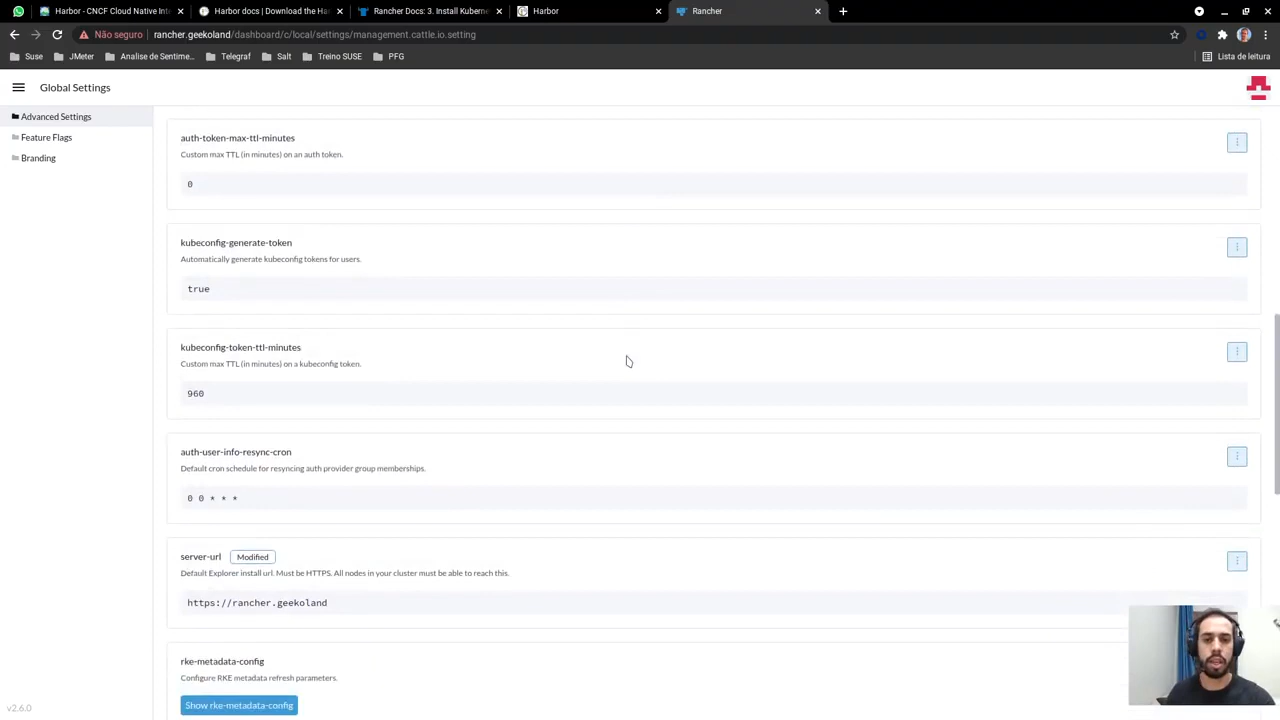 Harbor - CNCF Cloud Native Inte
Harbor docs | Download the Ha
Rancher Docs: 3. Install Kuberne
Harbor
Rancher
Não seguro
rancher.geekoland/dashboard/c/local/settings/management.cattle.io.setting
Suse
JMeter
Analise de Sentime...
Telegraf
Salt
Treino SUSE
PFG
Lista de leitura
Global Settings
Advanced Settings
Feature Flags
Branding
auth-token-max-ttl-minutes
Custom max TTL (in minutes) on an auth token.
0
kubeconfig-generate-token
Automatically generate kubeconfig tokens for users.
true
kubeconfig-token-ttl-minutes
Custom max TTL (in minutes) on a kubeconfig token.
960
auth-user-info-resync-cron
Default cron schedule for resyncing auth provider group memberships.
0 0 * * *
server-url Modified
Default Explorer install url. Must be HTTPS. All nodes in your cluster must be able to reach this.
https://rancher.geekoland
rke-metadata-config
Configure RKE metadata refresh parameters.
Show rke-metadata-config
v2.6.0